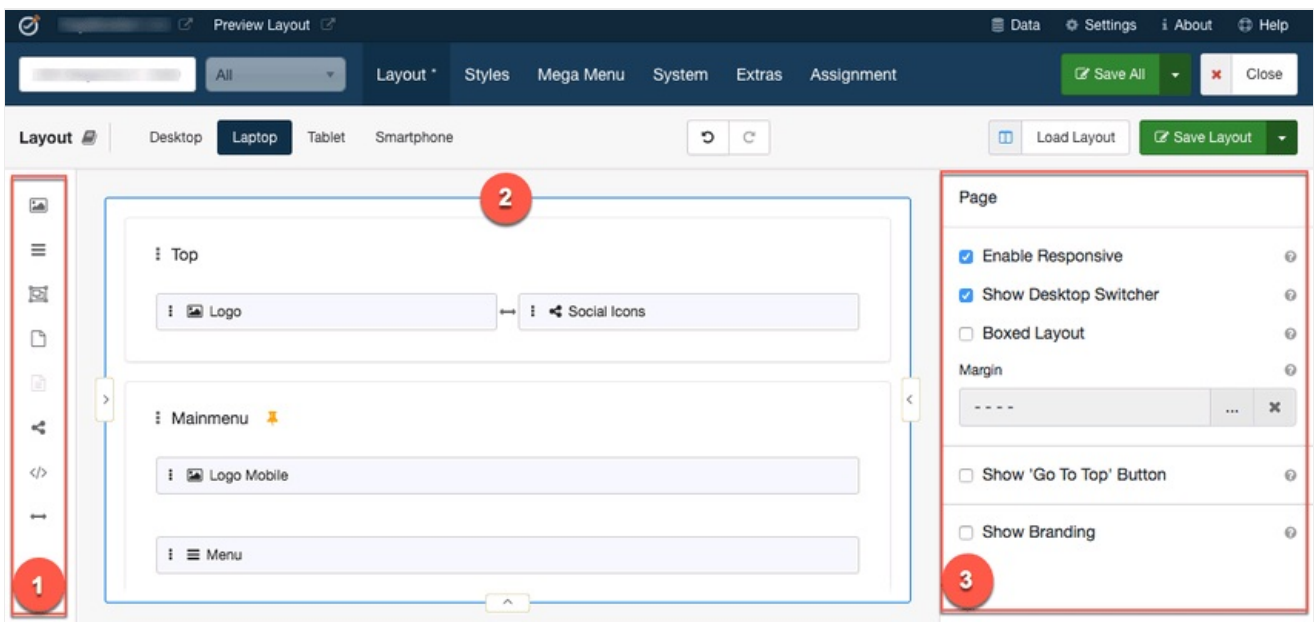 Preview Layout Data Settings About Help
All Layout * Styles Mega Menu System Extras Assignment Save All Close
Layout Desktop Laptop Tablet Smartphone Load Layout Save Layout
2
Page
Top
Enable Responsive
Logo Social Icons
Show Desktop Switcher
Boxed Layout
Margin
- - - - ...
Mainmenu
Logo Mobile
Show 'Go To Top' Button
Menu
Show Branding
1
3